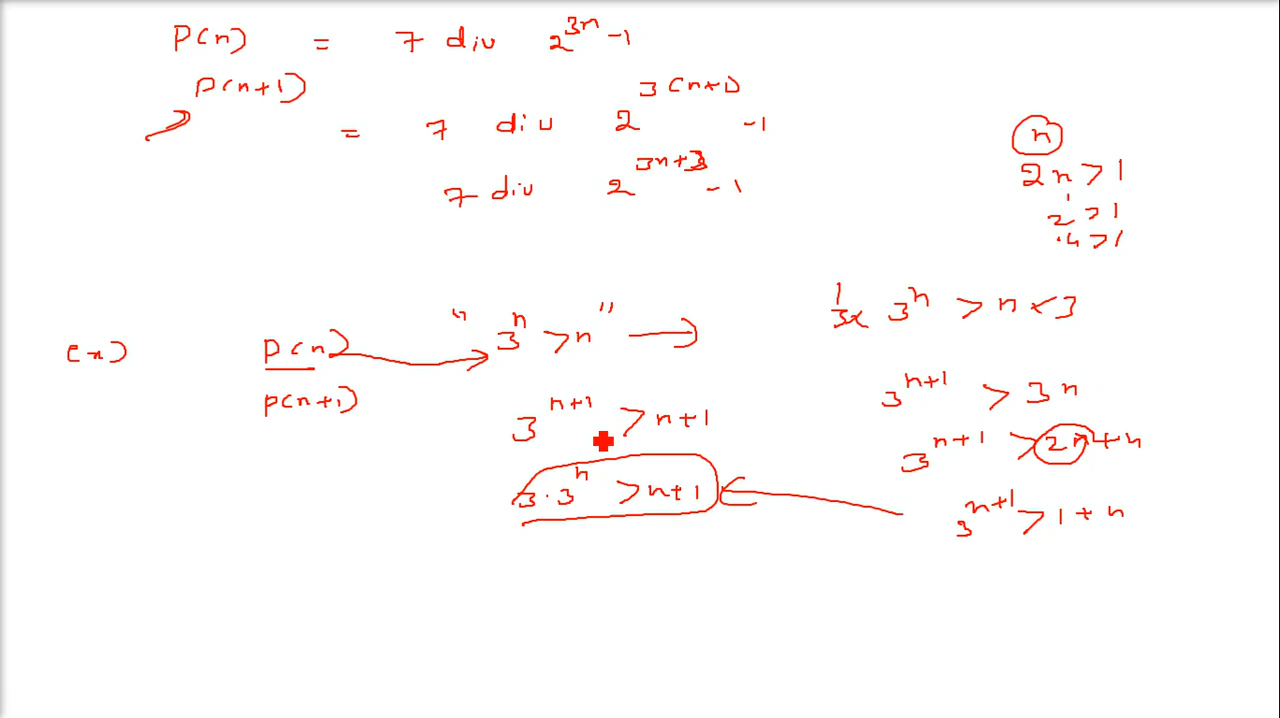 P(n) = 7 div 2^{3n} - 1
P(n+1)
= 7 div 2^{3(n+1)} - 1
7 div 2^{3n+3} - 1
n
2n > 1
2 > 1
4 > 1
Ex) P(n) " 3^n > n "
P(n+1)
3^{n+1} > n+1
3 · 3^n > n+1
3 × 3^n > n × 3
3^{n+1} > 3n
3^{n+1} > 2n + n
3^{n+1} > 1 + n